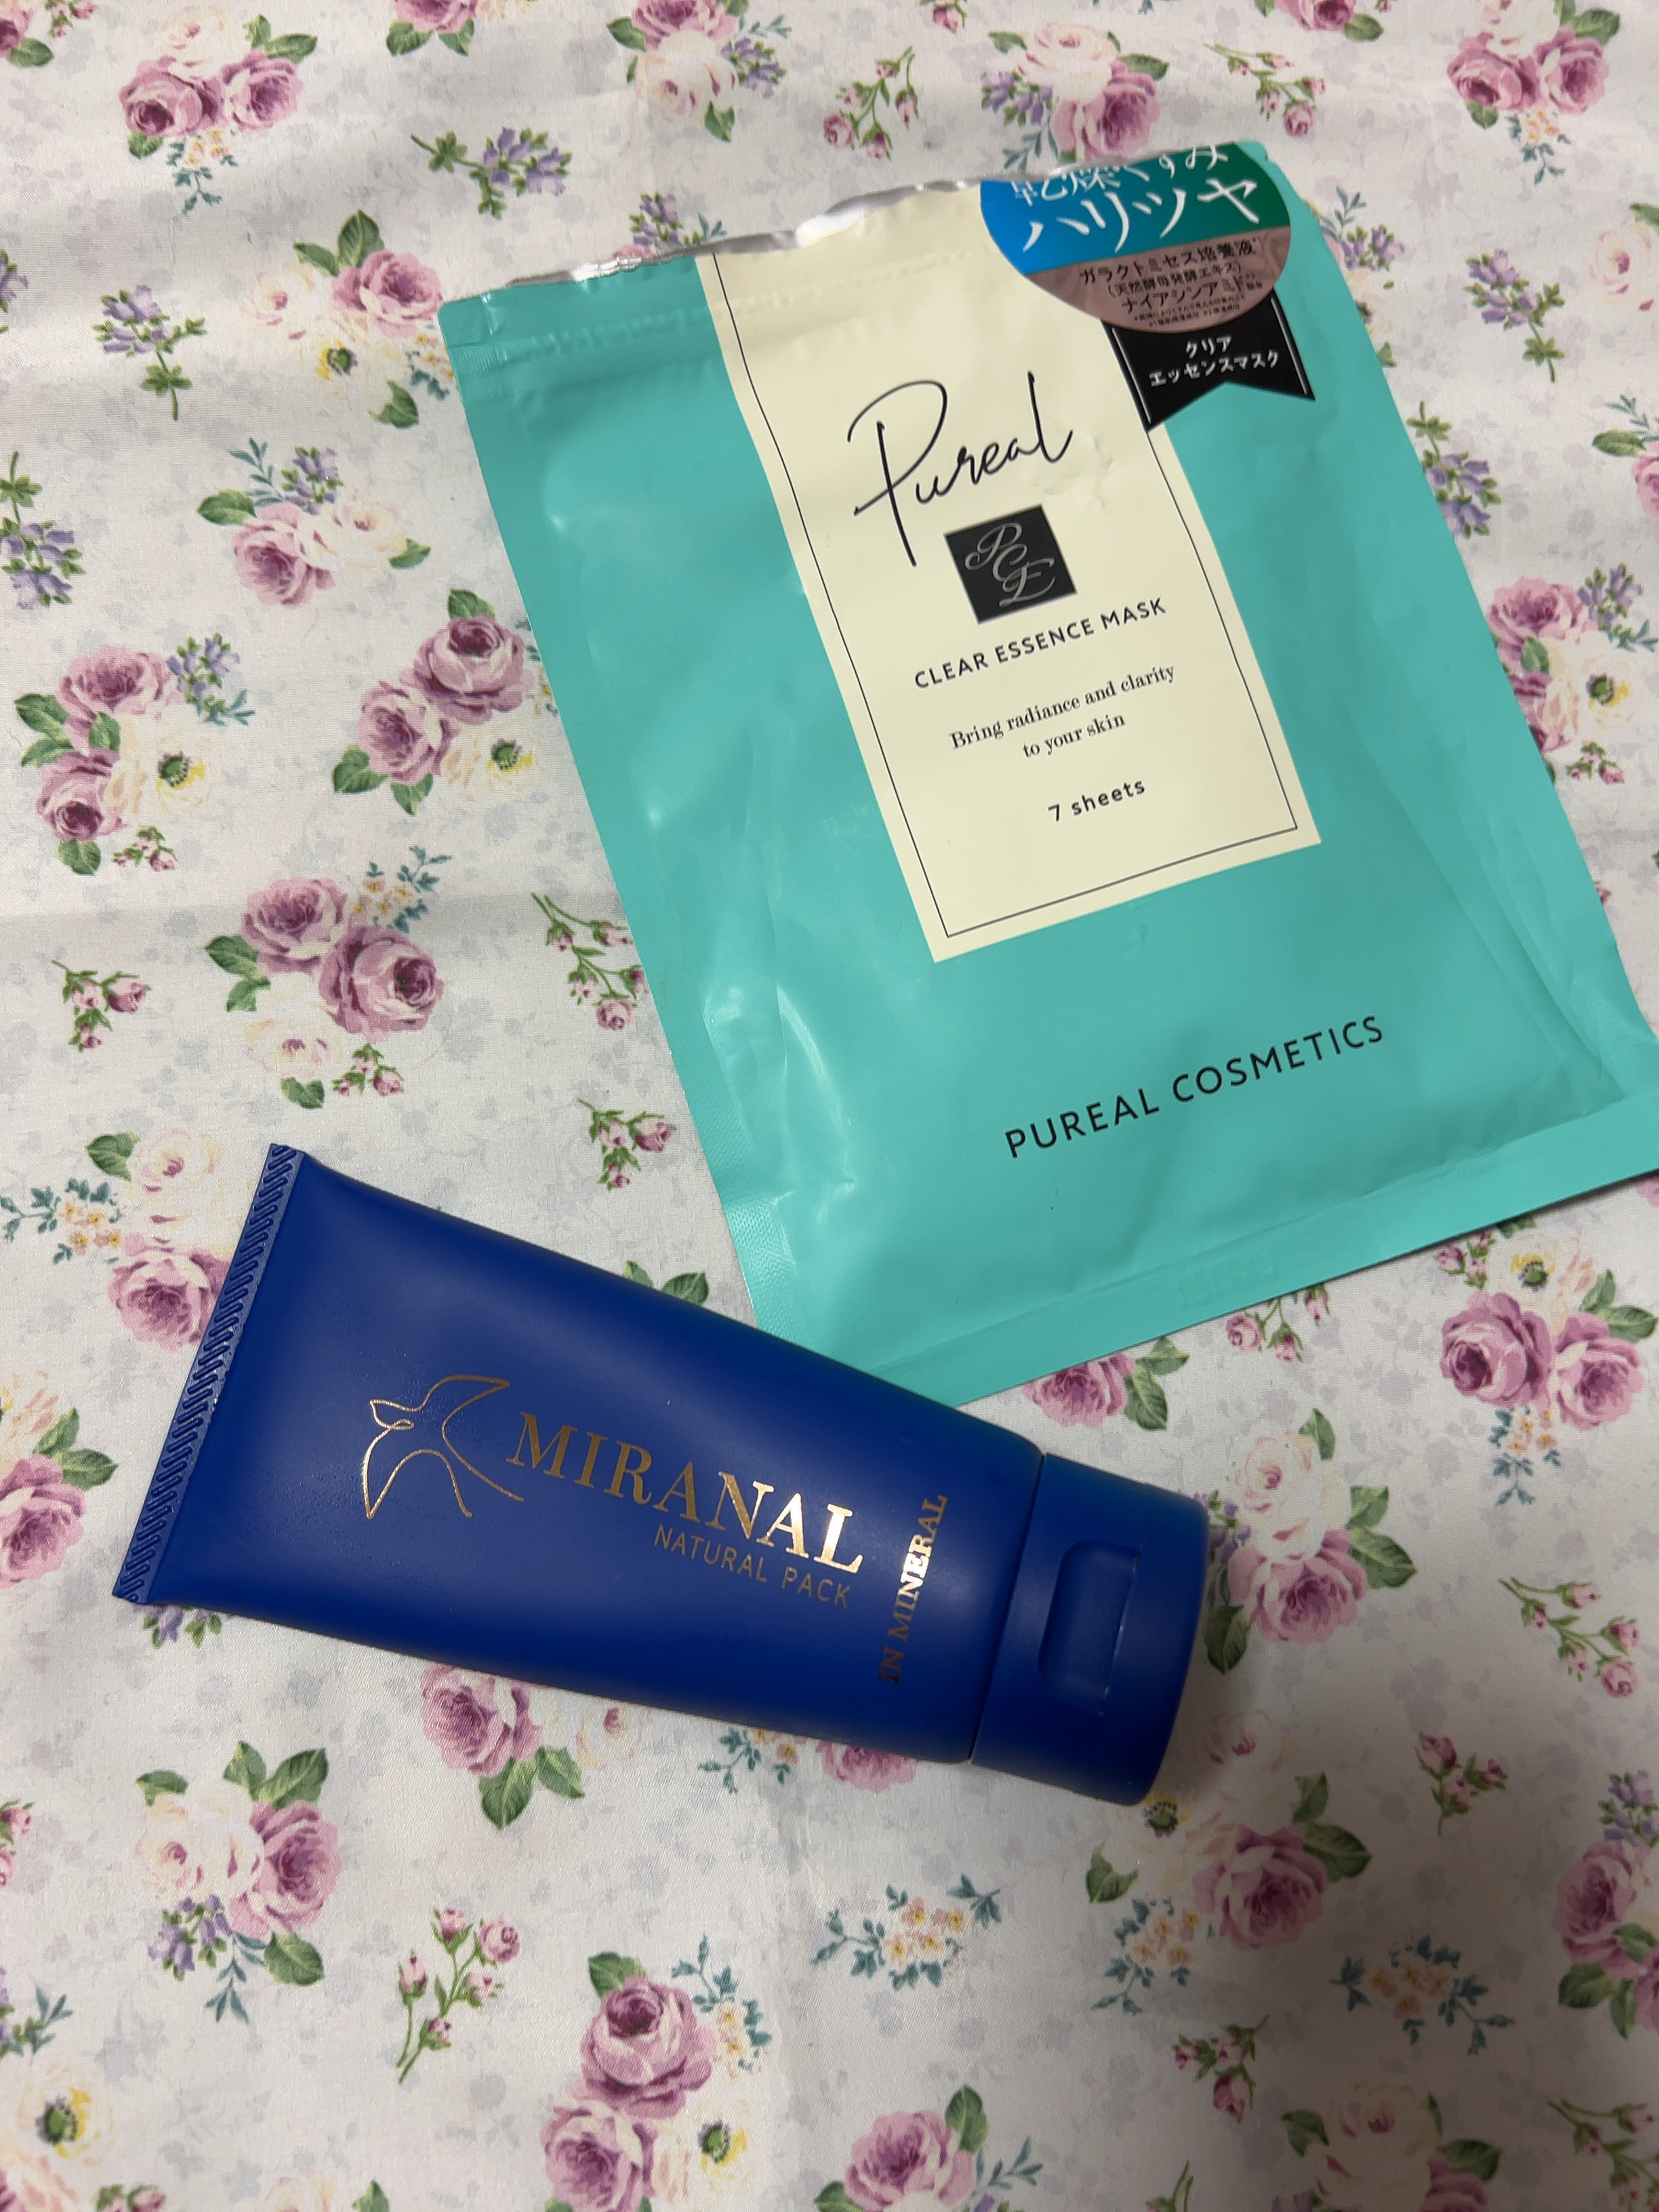 乾燥くすみ
ハリツヤ
ガラクトミセス培養液
(天然酵母発酵エキス)
ナイアシンアミド
クリア
エッセンスマスク
Pureal
PCE
CLEAR ESSENCE MASK
Bring radiance and clarity
to your skin
7 sheets
PUREAL COSMETICS
MIRANAL
NATURAL PACK
IN MINERAL